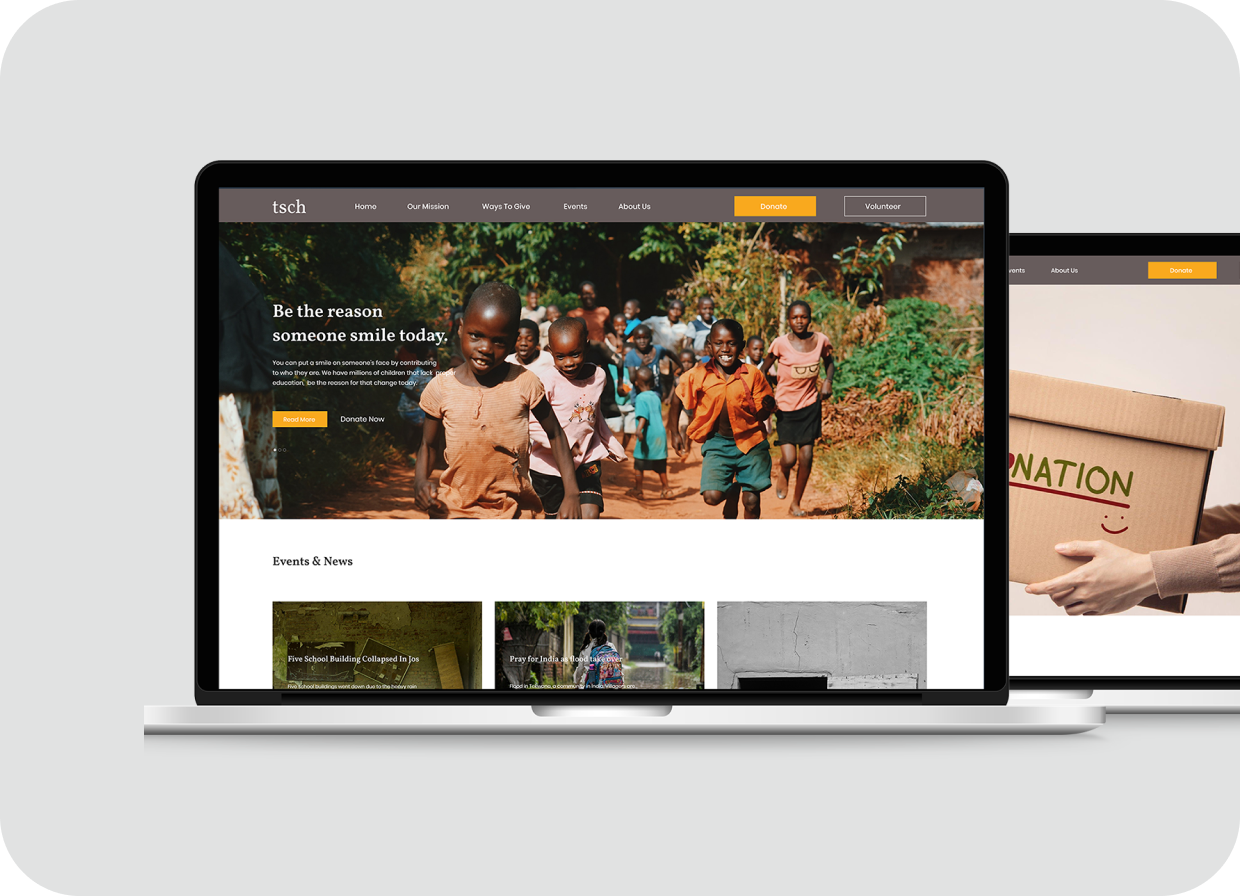 tsch
Home
Our Mission
Ways To Give
Events
About Us
Donate
Volunteer
Be the reason
someone smile today.
You can put a smile on someone's face by contributing
to who they are. We have millions of children that lack proper
education, be the reason for that change today.
Read More
Donate Now
Events & News
Five School Building Collapsed In Jos
Five School buildings went down due to the heavy rain
Pray for India as flood take over
Flood in
a community in India. Villagers are
vents
About Us
Donate
NATION